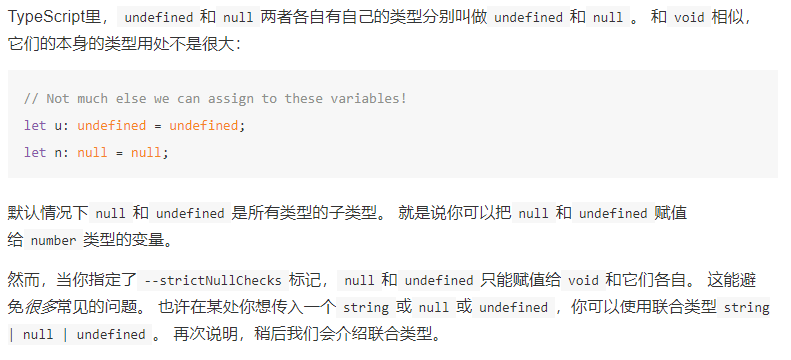 TypeScript里，undefined 和 null 两者各自有自己的类型分别叫做 undefined 和 null 。 和 void 相似，
它们的本身的类型用处不是很大：
// Not much else we can assign to these variables!
let u: undefined = undefined;
let n: null = null;
默认情况下 null 和 undefined 是所有类型的子类型。 就是说你可以把 null 和 undefined 赋值
给 number 类型的变量。
然而，当你指定了 --strictNullChecks 标记，null 和 undefined 只能赋值给 void 和它们各自。 这能避
免很多常见的问题。 也许在某处你想传入一个 string 或 null 或 undefined ，你可以使用联合类型 string
| null | undefined 。 再次说明，稍后我们会介绍联合类型。